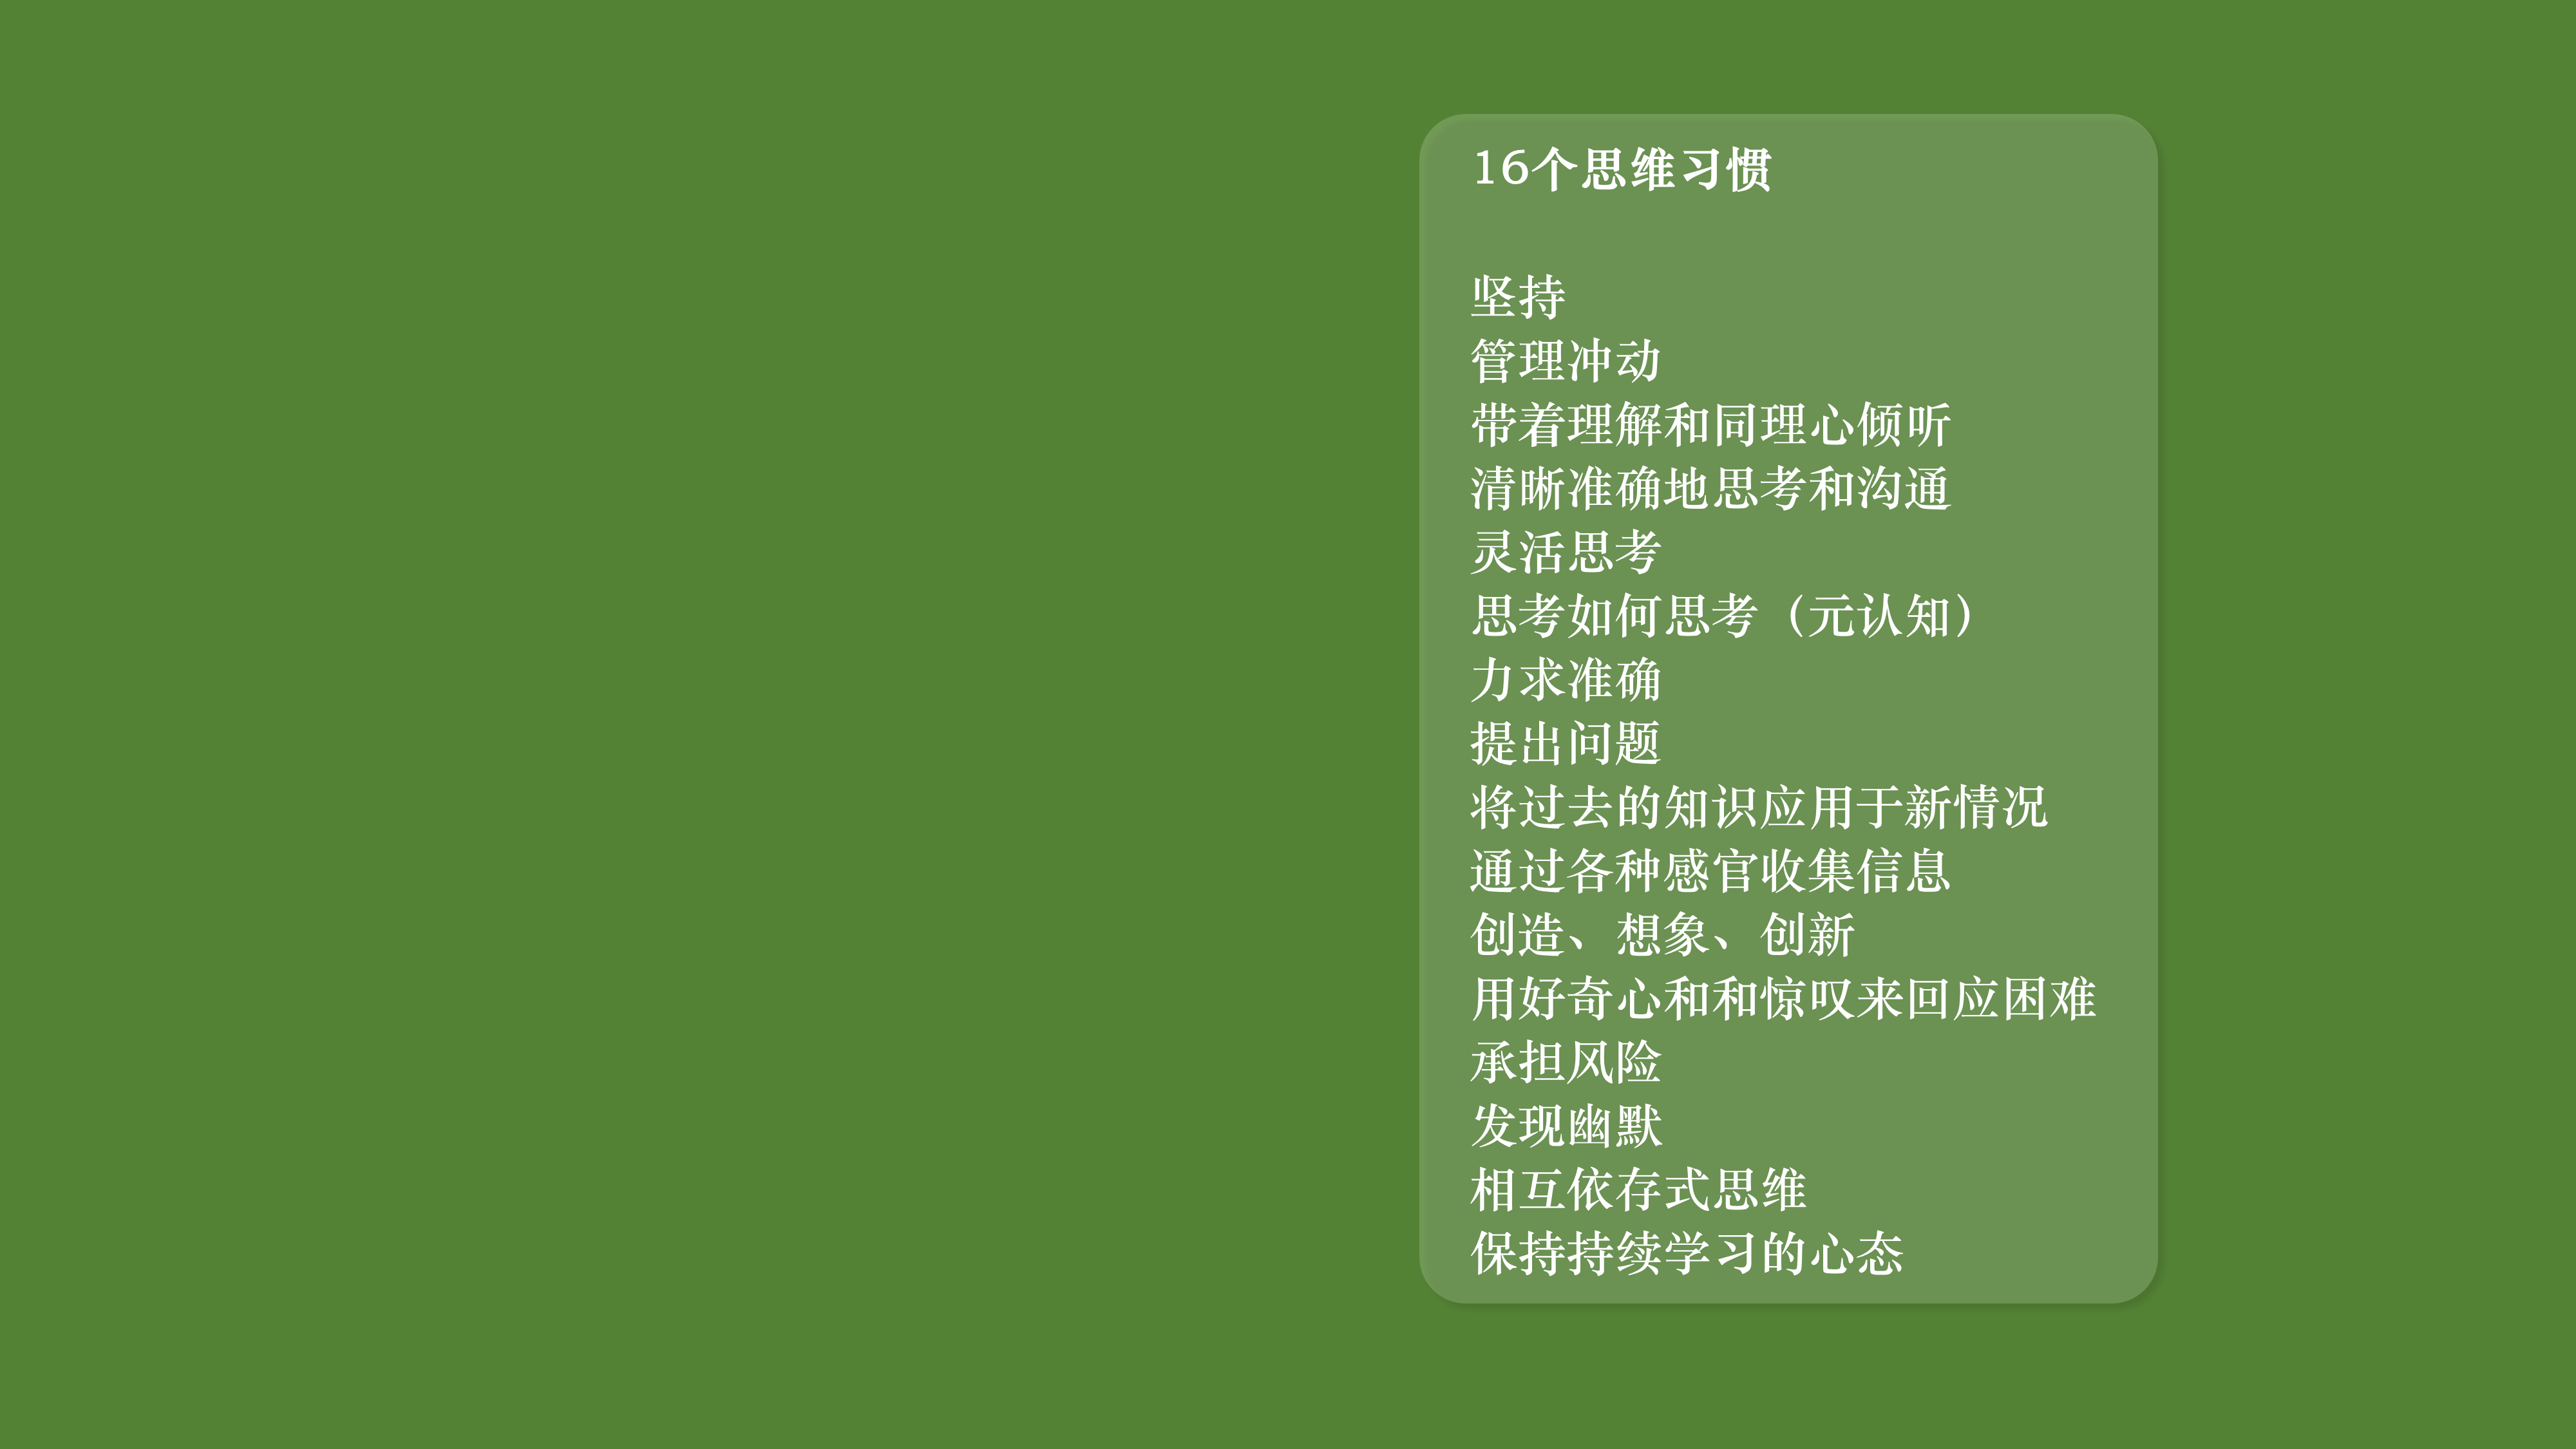 16个思维习惯
坚持
管理冲动
带着理解和同理心倾听
清晰准确地思考和沟通
灵活思考
思考如何思考（元认知）
力求准确
提出问题
将过去的知识应用于新情况
通过各种感官收集信息
创造、想象、创新
用好奇心和和惊叹来回应困难
承担风险
发现幽默
相互依存式思维
保持持续学习的心态